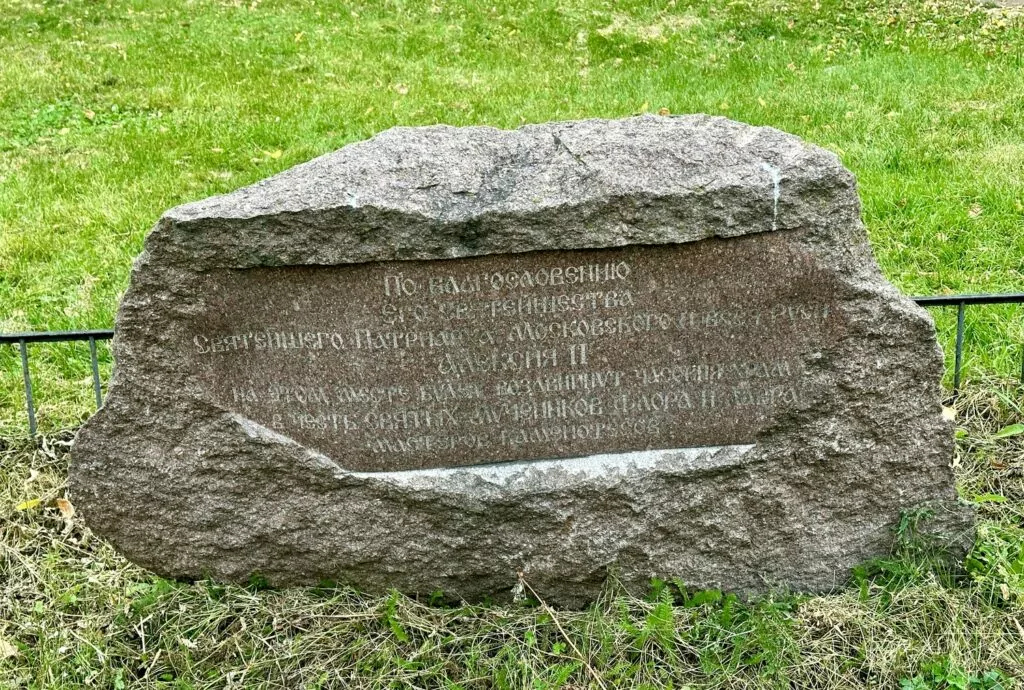 По благословению
Его Святейшества
Святейшего Патриарха Московского и всея Руси
Алексия II
на этом месте будет воздвигнут часовня храм
в честь святых мучеников Флора и Лавра
мастеров каменотесов